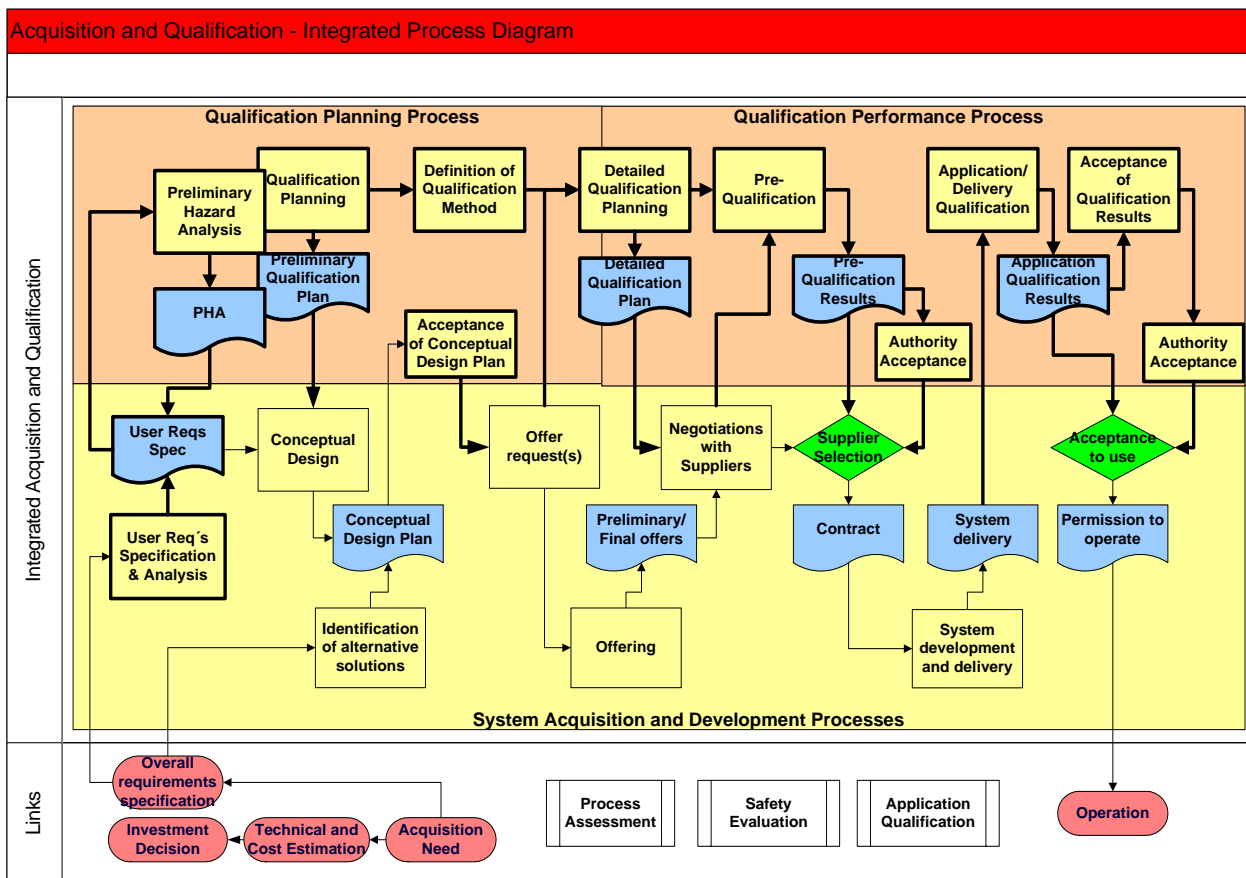 Acquisition and Qualification - Integrated Process Diagram
Integrated Acquisition and Qualification
Qualification Planning Process
Qualification Performance Process
Preliminary
Hazard
Analysis
Qualification
Planning
Definition of
Qualification
Method
Detailed
Qualification
Planning
Pre-
Qualification
Application/
Delivery
Qualification
Acceptance
of
Qualification
Results
PHA
Preliminary
Qualification
Plan
Detailed
Qualification
Plan
Pre-
Qualification
Results
Application
Qualification
Results
Acceptance
of Conceptual
Design Plan
Authority
Acceptance
Authority
Acceptance
User Reqs
Spec
Conceptual
Design
Offer
request(s)
Negotiations
with
Suppliers
Supplier
Selection
Acceptance
to use
User Req´s
Specification
& Analysis
Conceptual
Design Plan
Preliminary/
Final offers
Contract
System
delivery
Permission to
operate
Identification
of alternative
solutions
Offering
System
development
and delivery
System Acquisition and Development Processes
Links
Overall
requirements
specification
Investment
Decision
Technical and
Cost Estimation
Acquisition
Need
Process
Assessment
Safety
Evaluation
Application
Qualification
Operation